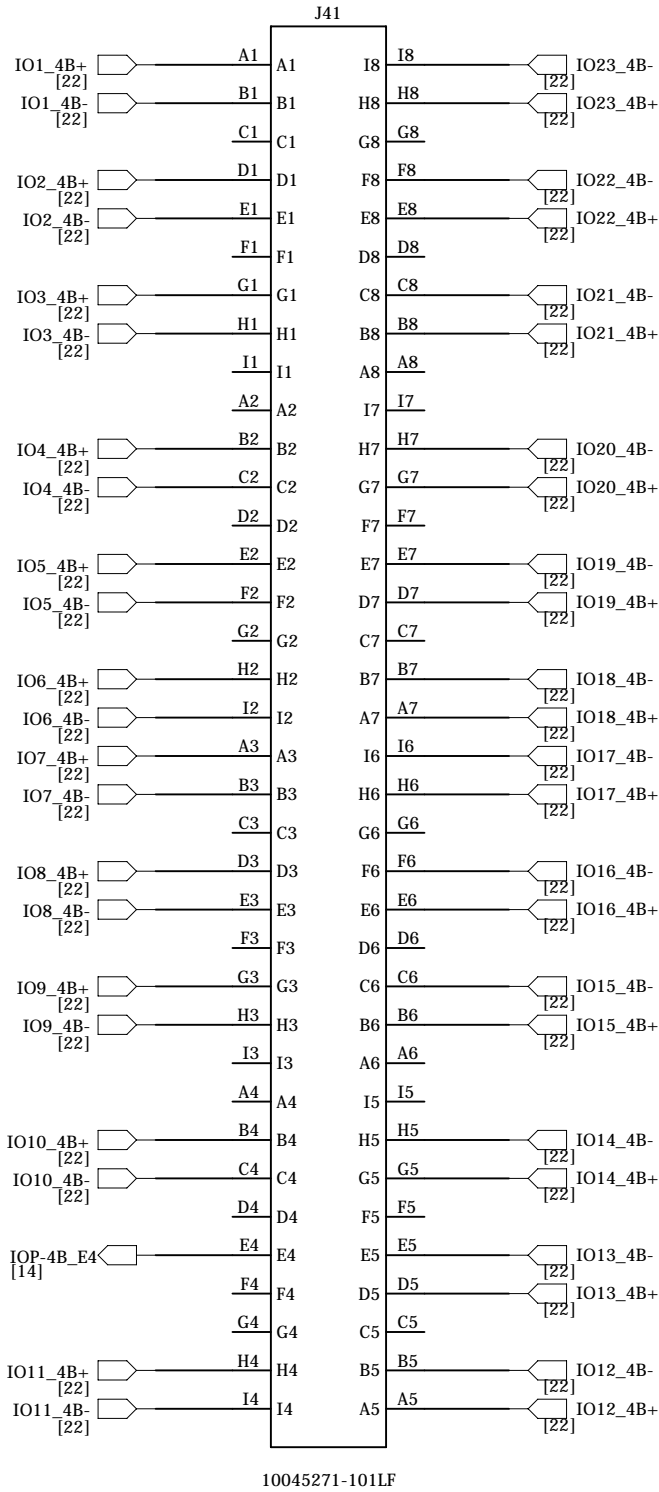 J41
IO1_4B+ [22] A1 A1 I8 I8 IO23_4B- [22]
IO1_4B- [22] B1 B1 H8 H8 IO23_4B+ [22]
C1 C1 G8 G8
IO2_4B+ [22] D1 D1 F8 F8 IO22_4B- [22]
IO2_4B- [22] E1 E1 E8 E8 IO22_4B+ [22]
F1 F1 D8 D8
IO3_4B+ [22] G1 G1 C8 C8 IO21_4B- [22]
IO3_4B- [22] H1 H1 B8 B8 IO21_4B+ [22]
I1 I1 A8 A8
A2 A2 I7 I7
IO4_4B+ [22] B2 B2 H7 H7 IO20_4B- [22]
IO4_4B- [22] C2 C2 G7 G7 IO20_4B+ [22]
D2 D2 F7 F7
IO5_4B+ [22] E2 E2 E7 E7 IO19_4B- [22]
IO5_4B- [22] F2 F2 D7 D7 IO19_4B+ [22]
G2 G2 C7 C7
IO6_4B+ [22] H2 H2 B7 B7 IO18_4B- [22]
IO6_4B- [22] I2 I2 A7 A7 IO18_4B+ [22]
IO7_4B+ [22] A3 A3 I6 I6 IO17_4B- [22]
IO7_4B- [22] B3 B3 H6 H6 IO17_4B+ [22]
C3 C3 G6 G6
IO8_4B+ [22] D3 D3 F6 F6 IO16_4B- [22]
IO8_4B- [22] E3 E3 E6 E6 IO16_4B+ [22]
F3 F3 D6 D6
IO9_4B+ [22] G3 G3 C6 C6 IO15_4B- [22]
IO9_4B- [22] H3 H3 B6 B6 IO15_4B+ [22]
I3 I3 A6 A6
A4 A4 I5 I5
IO10_4B+ [22] B4 B4 H5 H5 IO14_4B- [22]
IO10_4B- [22] C4 C4 G5 G5 IO14_4B+ [22]
D4 D4 F5 F5
IOP-4B_E4 [14] E4 E4 E5 E5 IO13_4B- [22]
F4 F4 D5 D5 IO13_4B+ [22]
G4 G4 C5 C5
IO11_4B+ [22] H4 H4 B5 B5 IO12_4B- [22]
IO11_4B- [22] I4 I4 A5 A5 IO12_4B+ [22]
10045271-101LF